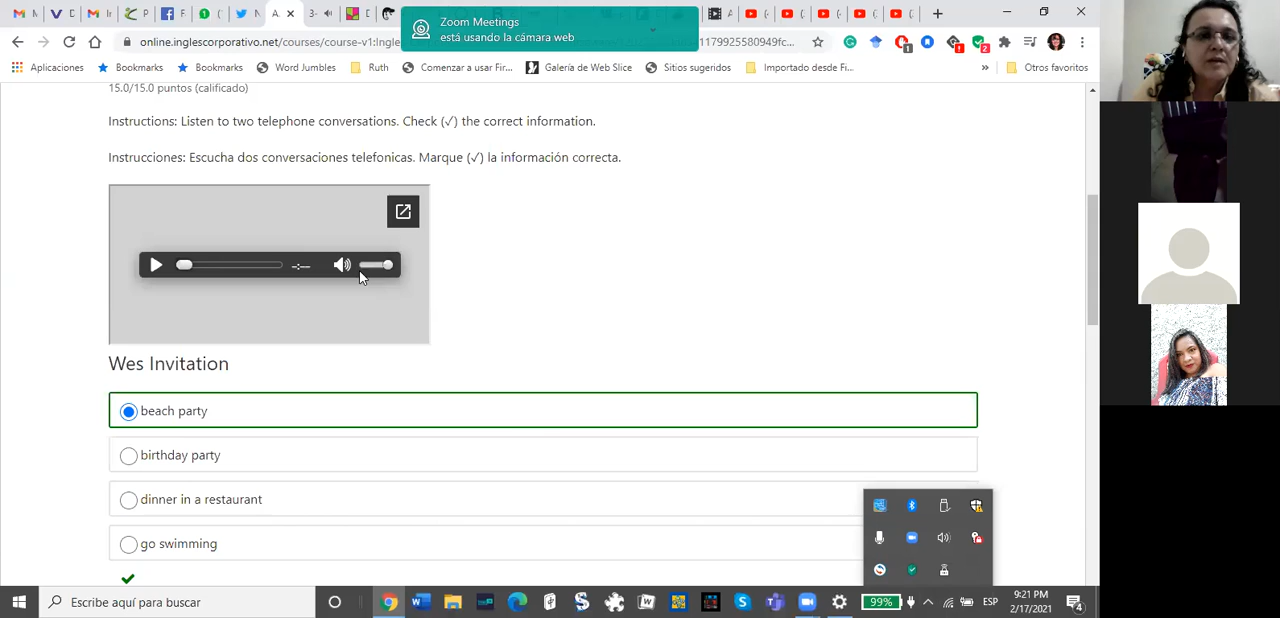 M
M
F
Zoom Meetings
está usando la cámara web
A
online.inglescorporativo.net/courses/course-v1:Ingle
1179925580949fc...
Aplicaciones
Bookmarks
Bookmarks
Word Jumbles
Ruth
Comenzar a usar Fir...
Galería de Web Slice
Sitios sugeridos
Importado desde Fi...
»
Otros favoritos
15.0/15.0 puntos (calificado)
Instructions: Listen to two telephone conversations. Check (✓) the correct information.
Instrucciones: Escucha dos conversaciones telefonicas. Marque (✓) la información correcta.
-:--
Wes Invitation
beach party
birthday party
dinner in a restaurant
go swimming
Escribe aquí para buscar
99%
ESP
9:21 PM
2/17/2021
4